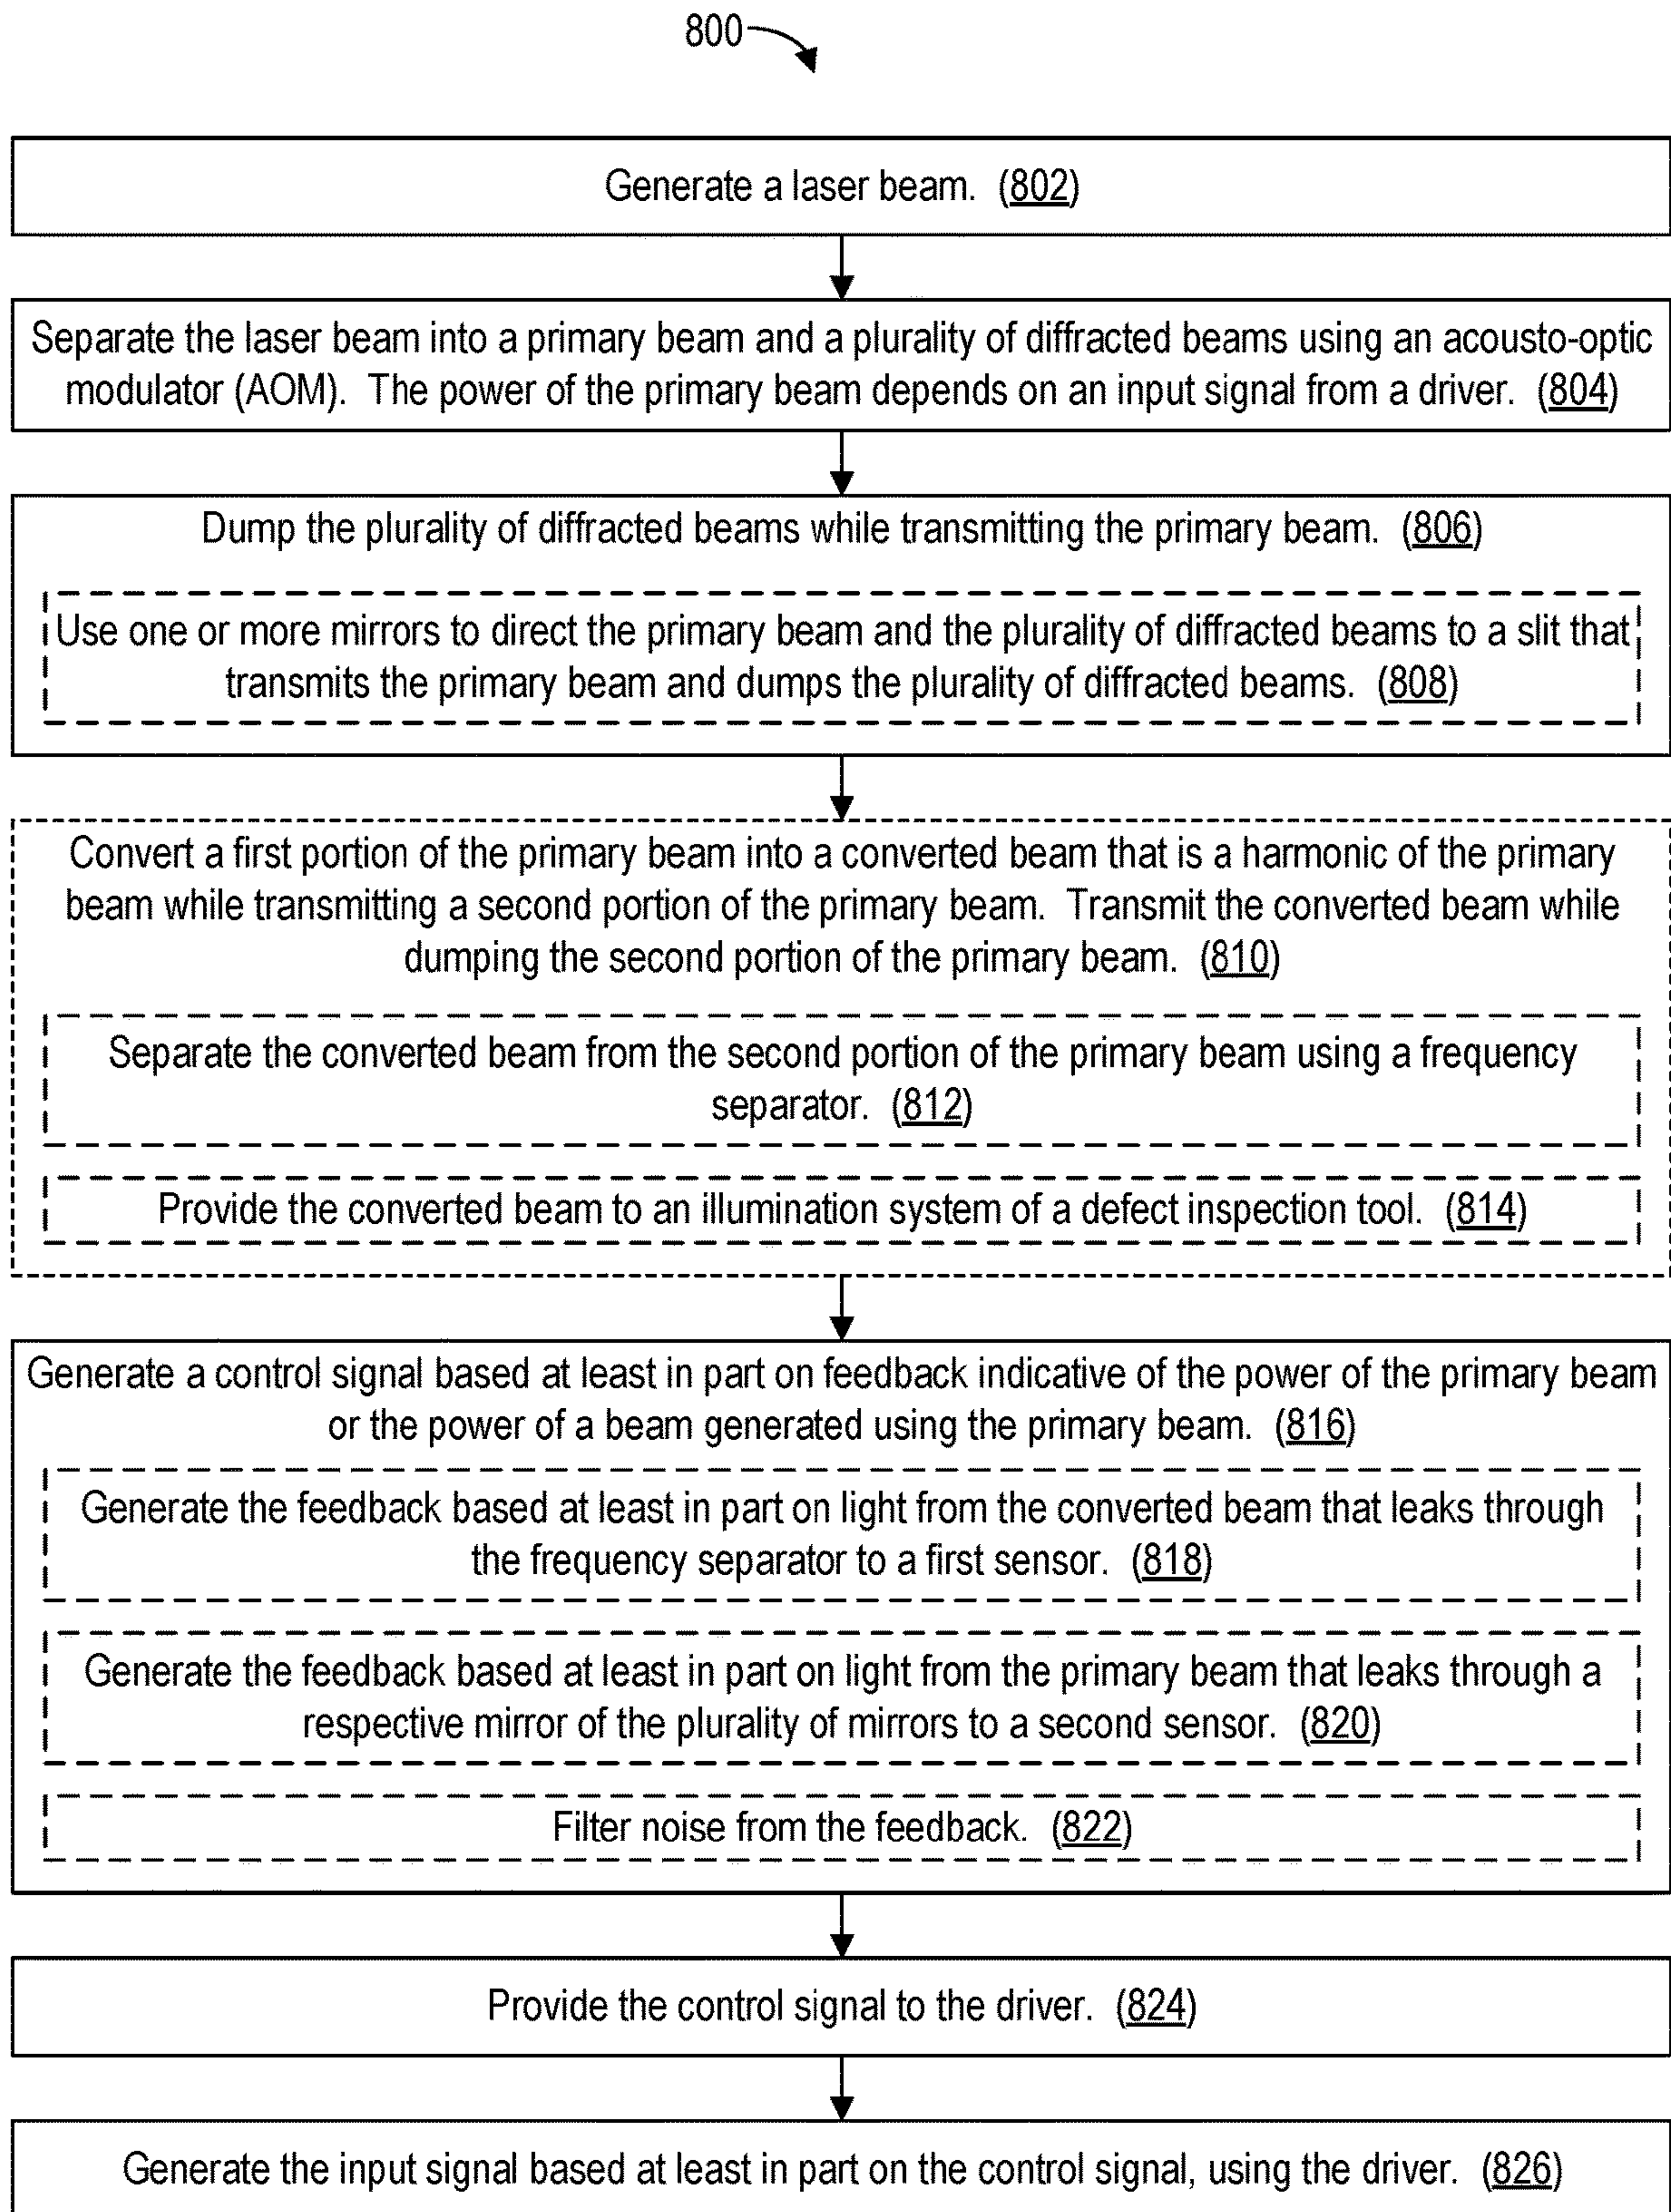 800
Generate a laser beam. (802)
Separate the laser beam into a primary beam and a plurality of diffracted beams using an acousto-optic
modulator (AOM). The power of the primary beam depends on an input signal from a driver. (804)
Dump the plurality of diffracted beams while transmitting the primary beam. (806)
Use one or more mirrors to direct the primary beam and the plurality of diffracted beams to a slit that
transmits the primary beam and dumps the plurality of diffracted beams. (808)
Convert a first portion of the primary beam into a converted beam that is a harmonic of the primary
beam while transmitting a second portion of the primary beam. Transmit the converted beam while
dumping the second portion of the primary beam. (810)
Separate the converted beam from the second portion of the primary beam using a frequency
separator. (812)
Provide the converted beam to an illumination system of a defect inspection tool. (814)
Generate a control signal based at least in part on feedback indicative of the power of the primary beam
or the power of a beam generated using the primary beam. (816)
Generate the feedback based at least in part on light from the converted beam that leaks through
the frequency separator to a first sensor. (818)
Generate the feedback based at least in part on light from the primary beam that leaks through a
respective mirror of the plurality of mirrors to a second sensor. (820)
Filter noise from the feedback. (822)
Provide the control signal to the driver. (824)
Generate the input signal based at least in part on the control signal, using the driver. (826)